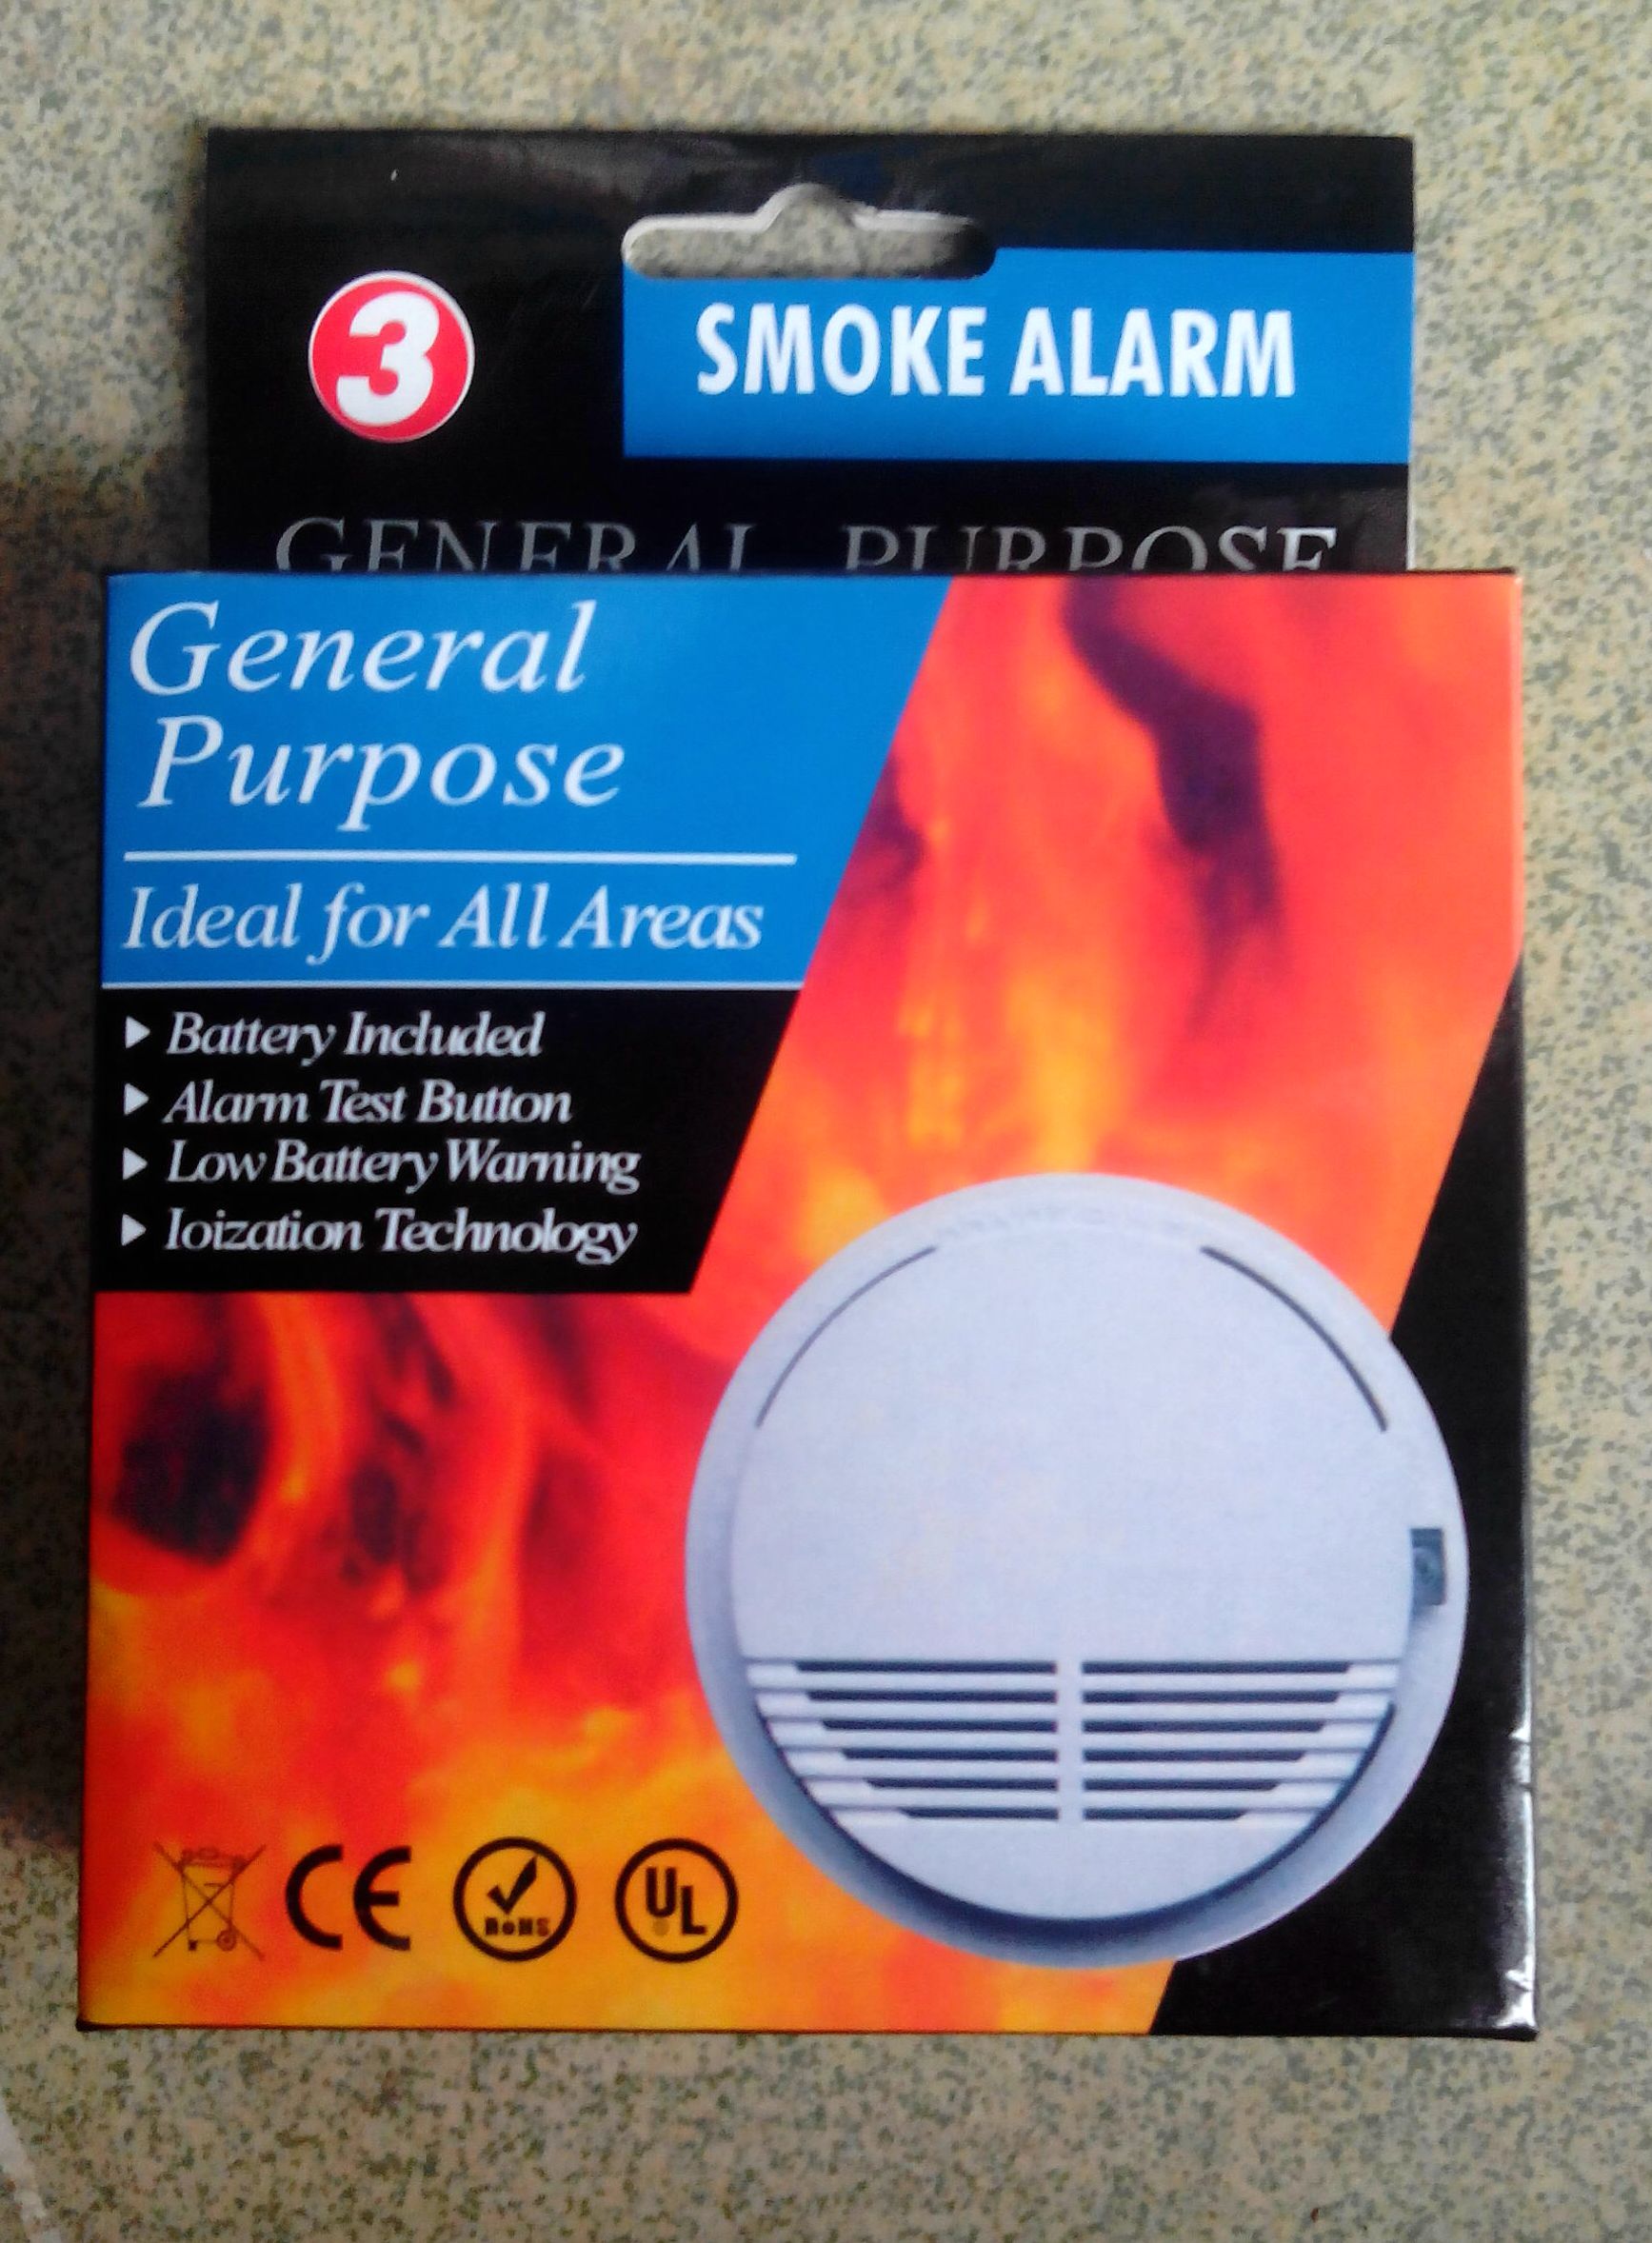 3
SMOKE ALARM
GENERAL PURPOSE
General
Purpose
Ideal for All Areas
Battery Included
Alarm Test Button
Low Battery Warning
Ioization Technology
CE
RoHS
UL